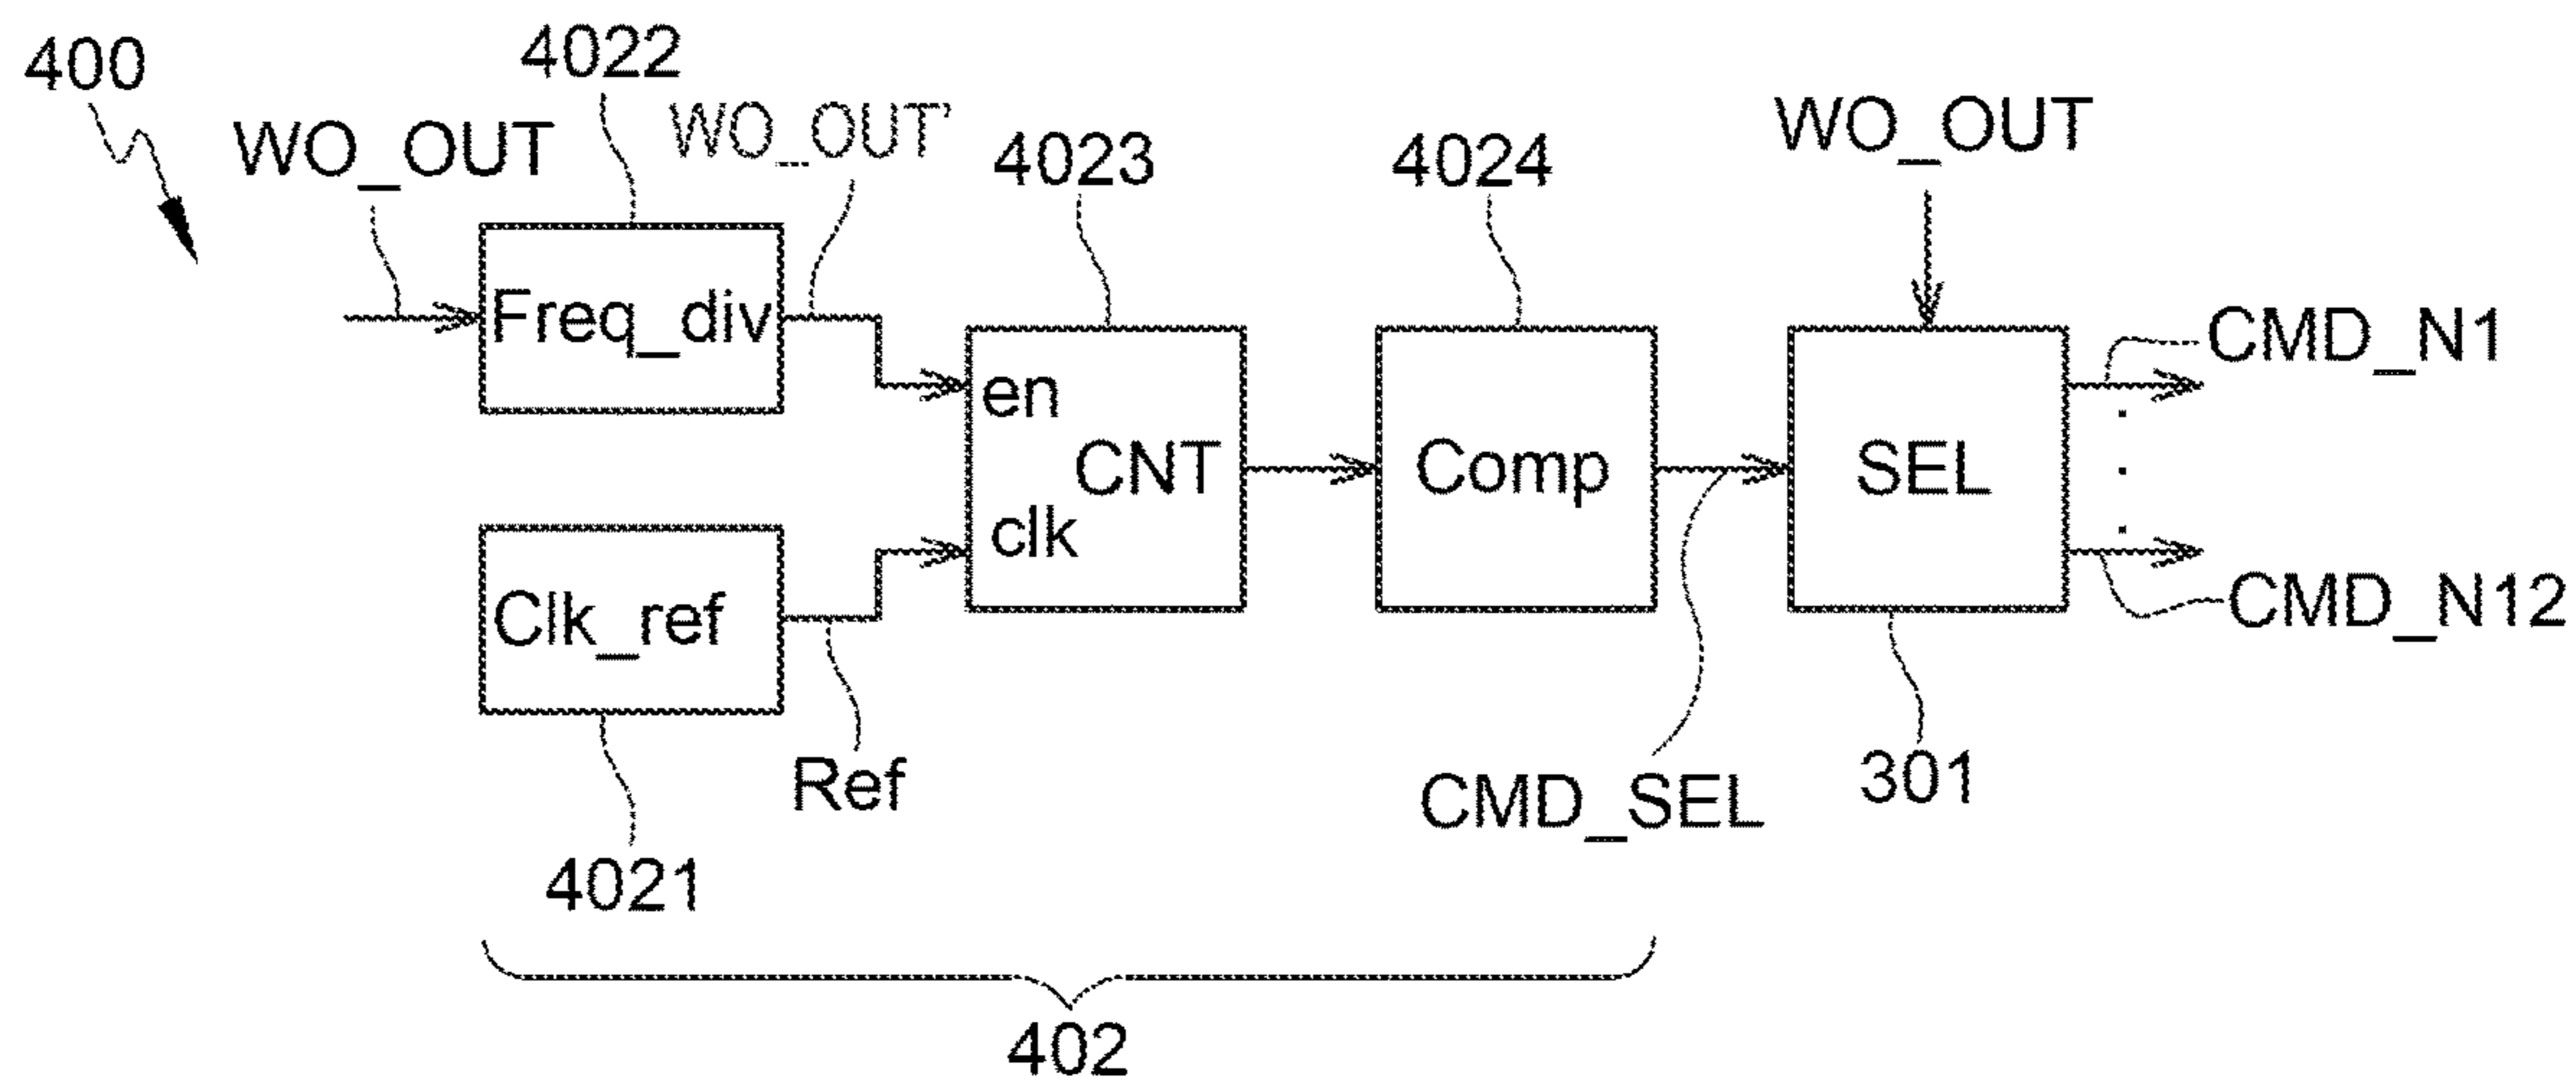 400
4022
WO_OUT
WO_OUT'
4023
4024
WO_OUT
Freq_div
en
CNT
clk
Comp
SEL
CMD_N1
.
.
.
CMD_N12
Clk_ref
Ref
4021
CMD_SEL
301
402